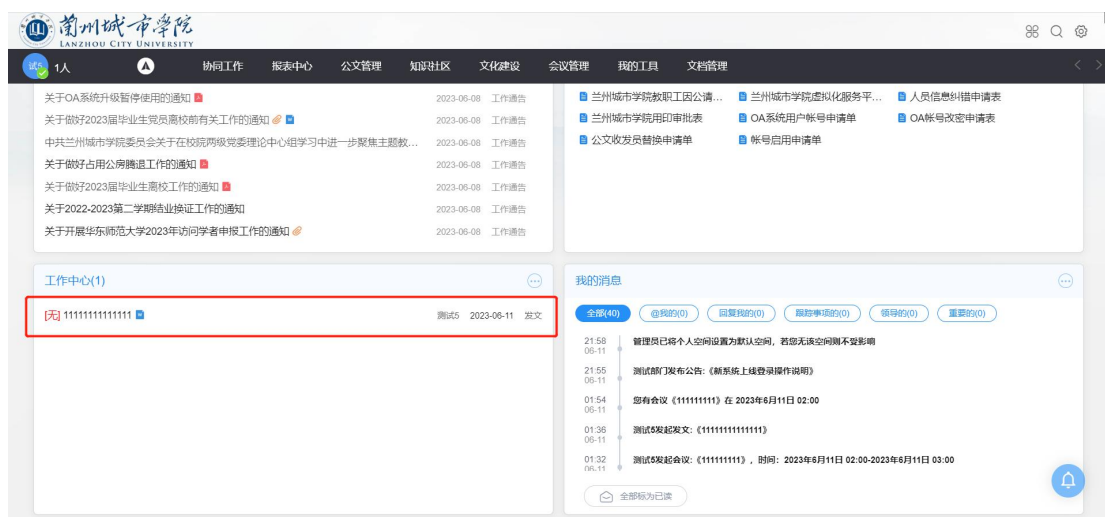 兰州城市学院
LANZHOU CITY UNIVERSITY
试5 1人 协同工作 报表中心 公文管理 知识社区 文化建设 会议管理 我的工具 文档管理
关于OA系统升级暂停使用的通知 2023-06-08 工作通告
关于做好2023届毕业生党员离校前有关工作的通知 2023-06-08 工作通告
中共兰州城市学院委员会关于在校院两级党委理论中心组学习中进一步聚焦主题教... 2023-06-08 工作通告
关于做好占用公房腾退工作的通知 2023-06-08 工作通告
关于做好2023届毕业生离校工作的通知 2023-06-08 工作通告
关于2022-2023第二学期结业换证工作的通知 2023-06-08 工作通告
关于开展华东师范大学2023年访问学者申报工作的通知 2023-06-08 工作通告
兰州城市学院教职工因公请... 兰州城市学院虚拟化服务平... 人员信息纠错申请表
兰州城市学院用印审批表 OA系统用户帐号申请单 OA帐号改密申请表
公文收发员替换申请单 帐号启用申请单
工作中心(1)
[无] 11111111111111 测试5 2023-06-11 发文
我的消息
全部(40) @我的(0) 回复我的(0) 跟踪事项的(0) 领导的(0) 重要的(0)
21:58 管理员已将个人空间设置为默认空间，若您无该空间则不受影响
06-11
21:55 测试部门发布公告:《新系统上线登录操作说明》
06-11
01:54 您有会议《111111111》在 2023年6月11日 02:00
06-11
01:36 测试5发起发文:《11111111111111》
06-11
01:32 测试5发起会议:《111111111》，时间：2023年6月11日 02:00-2023年6月11日 03:00
06-11
全部标为已读